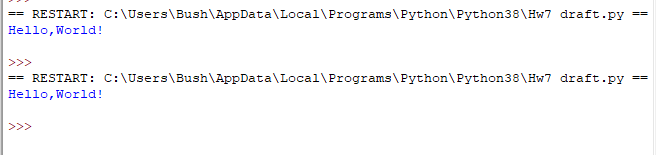 == RESTART: C:\Users\Bush\AppData\Local\Programs\Python\Python38\Hw7 draft.py ==
Hello,World!
>>>
== RESTART: C:\Users\Bush\AppData\Local\Programs\Python\Python38\Hw7 draft.py ==
Hello,World!
>>>